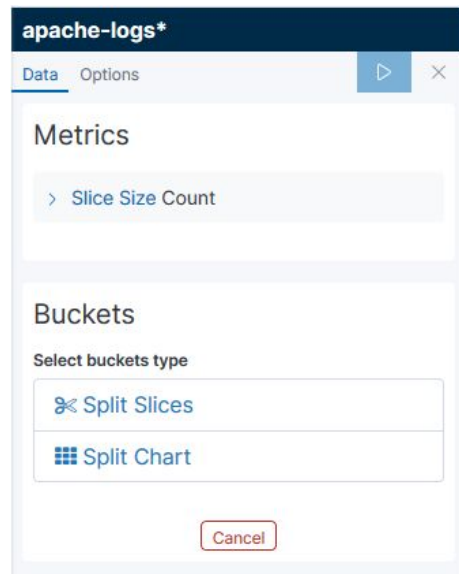 apache-logs*
Data Options
Metrics
Slice Size Count
Buckets
Select buckets type
Split Slices
Split Chart
Cancel